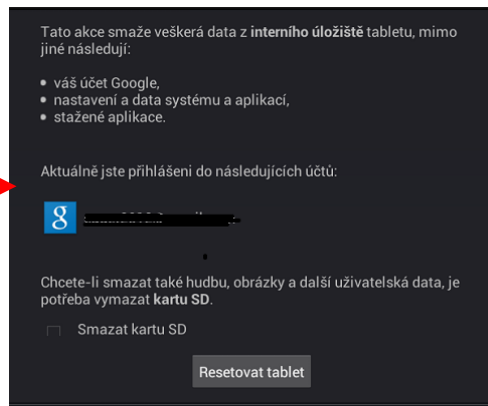 Tato akce smaže veškerá data z interního úložiště tabletu, mimo
jiné následují:
• váš účet Google,
• nastavení a data systému a aplikací,
• stažené aplikace.
Aktuálně jste přihlášeni do následujících účtů:
g
Chcete-li smazat také hudbu, obrázky a další uživatelská data, je
potřeba vymazat kartu SD.
Smazat kartu SD
Resetovat tablet